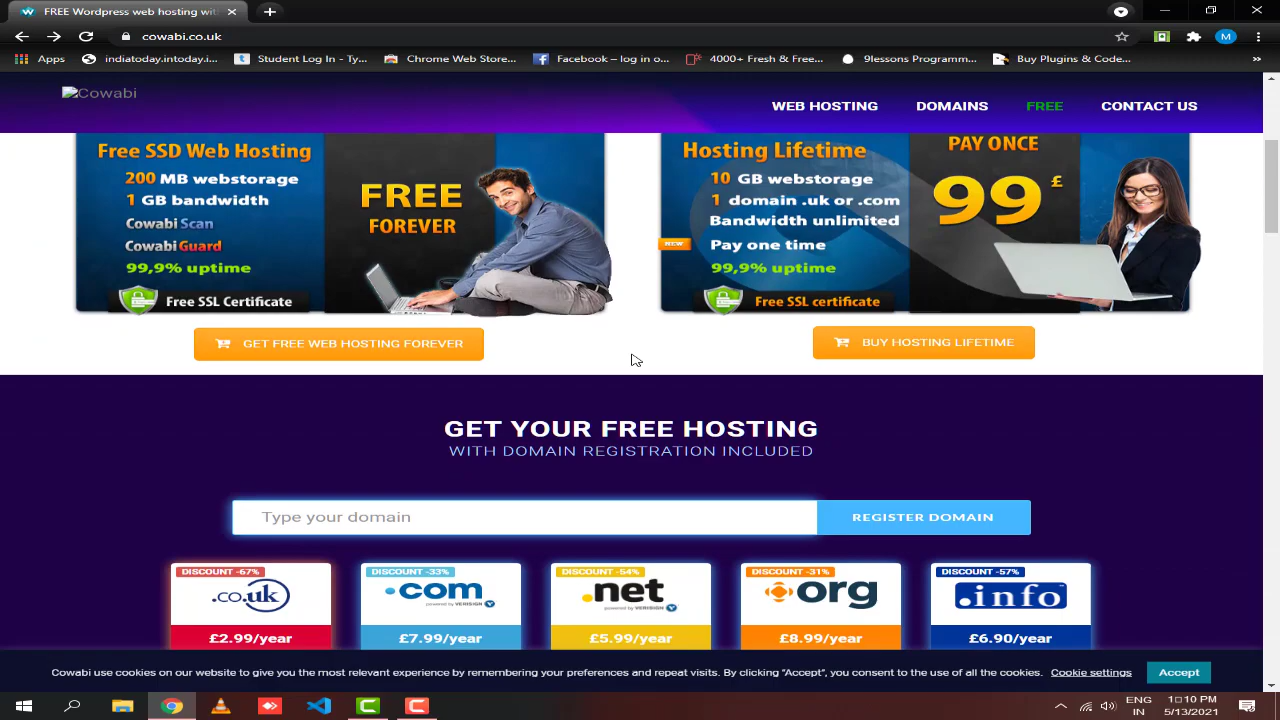 FREE Wordpress web hosting wit
cowabi.co.uk
M
Apps
indiatoday.intoday.i...
Student Log In - Ty...
Chrome Web Store...
Facebook – log in o...
4000+ Fresh & Free...
9lessons Programm...
Buy Plugins & Code...
»
Cowabi
WEB HOSTING
DOMAINS
FREE
CONTACT US
Free SSD Web Hosting
200 MB webstorage
1 GB bandwidth
Cowabi Scan
Cowabi Guard
99,9% uptime
Free SSL Certificate
FREE
FOREVER
Hosting Lifetime
10 GB webstorage
1 domain .uk or .com
Bandwidth unlimited
NEW
Pay one time
99,9% uptime
Free SSL certificate
PAY ONCE
99 £
GET FREE WEB HOSTING FOREVER
BUY HOSTING LIFETIME
GET YOUR FREE HOSTING
WITH DOMAIN REGISTRATION INCLUDED
Type your domain
REGISTER DOMAIN
DISCOUNT -67%
.co.uk
£2.99/year
DISCOUNT -33%
.com
powered by VERISIGN
£7.99/year
DISCOUNT -54%
.net
powered by VERISIGN
£5.99/year
DISCOUNT -31%
.org
£8.99/year
DISCOUNT -57%
.info
£6.90/year
Cowabi use cookies on our website to give you the most relevant experience by remembering your preferences and repeat visits. By clicking “Accept”, you consent to the use of all the cookies.
Cookie settings
Accept
ENG
IN
1:10 PM
5/13/2021